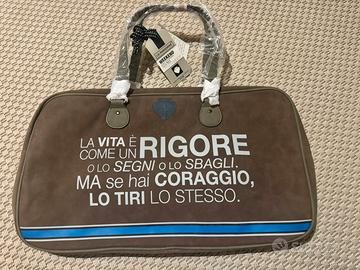 LA VITA È
COME UN RIGORE
O LO SEGNI O LO SBAGLI.
MA se hai CORAGGIO,
LO TIRI LO STESSO.